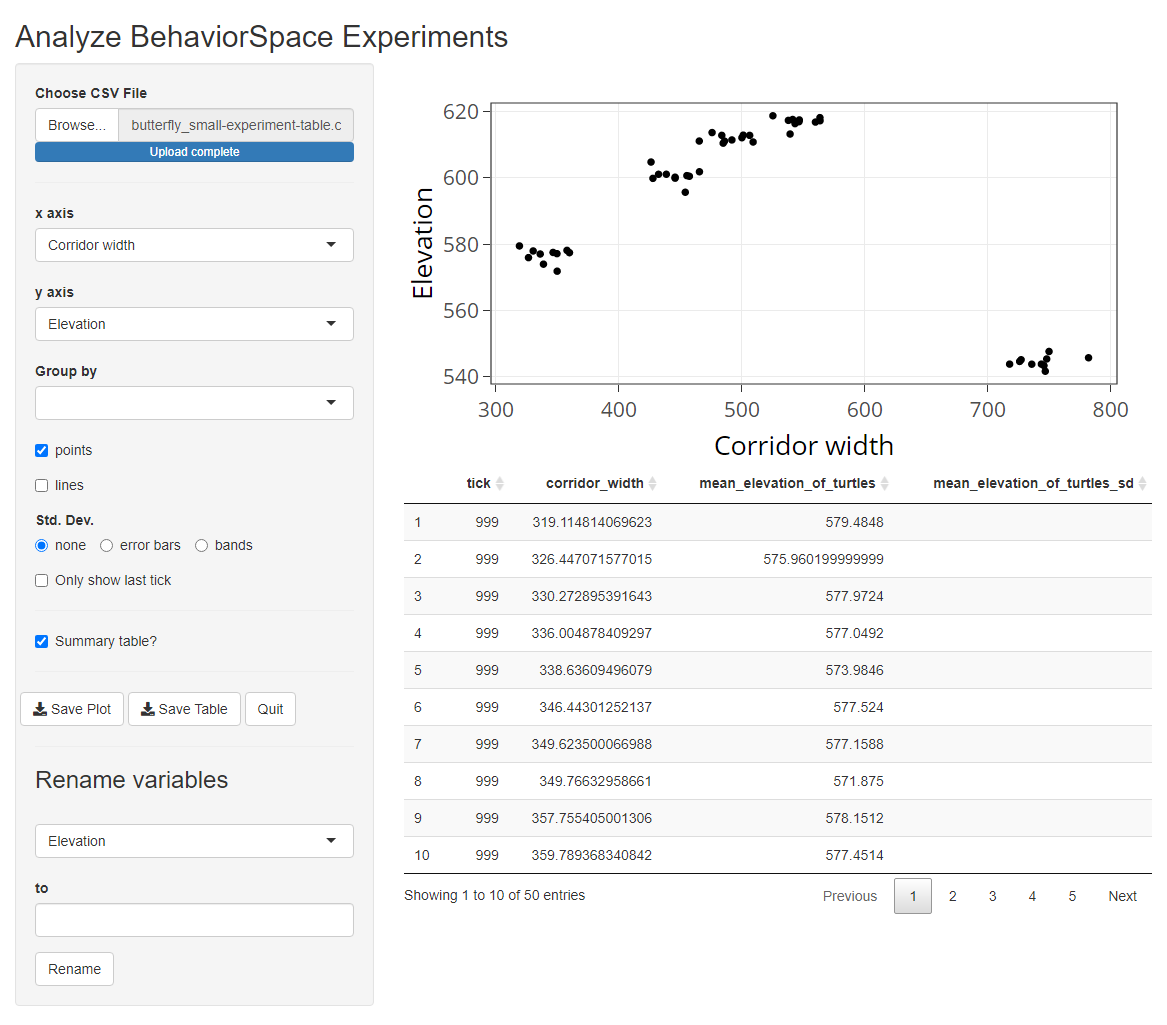 Analyze BehaviorSpace Experiments
Choose CSV File
Browse...
butterfly_small-experiment-table.c
Upload complete
x axis
Corridor width
y axis
Elevation
Group by
points
lines
Std. Dev.
none error bars bands
Only show last tick
Summary table?
Save Plot Save Table Quit
Rename variables
Elevation
to
Rename
620
600
580
560
540
Elevation
300 400 500 600 700 800
Corridor width
tick corridor_width mean_elevation_of_turtles mean_elevation_of_turtles_sd
1 999 319.114814069623 579.4848
2 999 326.447071577015 575.960199999999
3 999 330.272895391643 577.9724
4 999 336.004878409297 577.0492
5 999 338.63609496079 573.9846
6 999 346.44301252137 577.524
7 999 349.623500066988 577.1588
8 999 349.76632958661 571.875
9 999 357.755405001306 578.1512
10 999 359.789368340842 577.4514
Showing 1 to 10 of 50 entries
Previous 1 2 3 4 5 Next